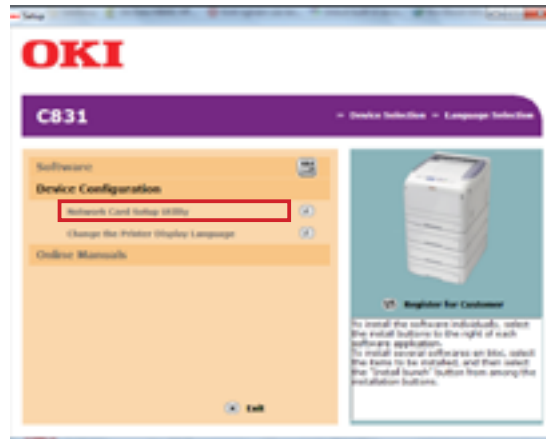 Setup
OKI
C831
Device Selection
Language Selection
Software
Device Configuration
Network Card Setup Utility
Change the Printer Display Language
Online Manuals
Exit
Register for Customer
To install the software individually, select
the install buttons to the right of each
software application.
To install several softwares en bloc, select
the items to be installed, and then select
the "Install bunch" button from among the
installation buttons.